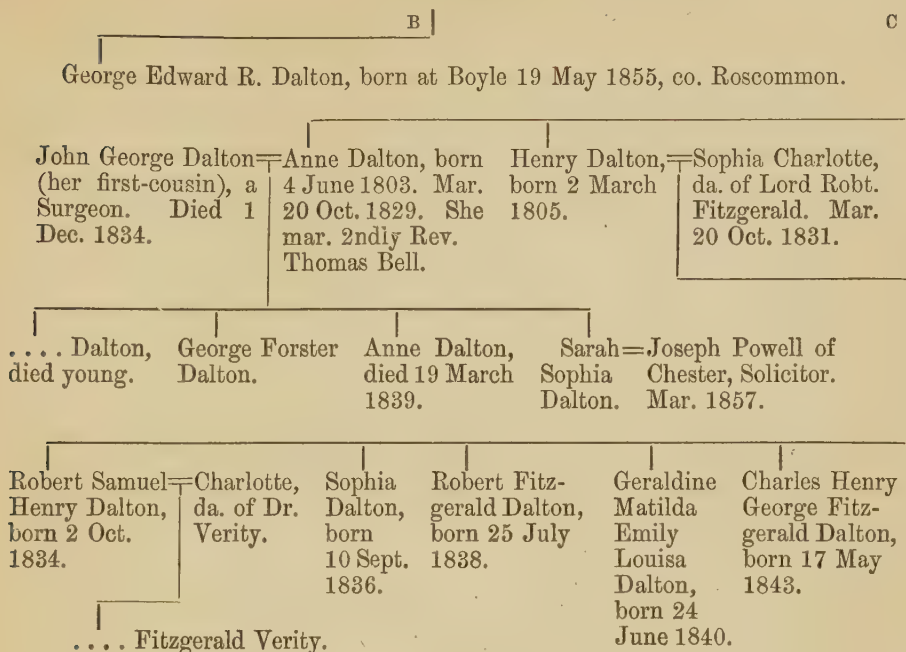 B C
George Edward R. Dalton, born at Boyle 19 May 1855, co. Roscommon.
John George Dalton
(her first-cousin), a
Surgeon. Died 1
Dec. 1834.
Anne Dalton, born
4 June 1803. Mar.
20 Oct. 1829. She
mar. 2ndly Rev.
Thomas Bell.
Henry Dalton,
born 2 March
1805.
Sophia Charlotte,
da. of Lord Robt.
Fitzgerald. Mar.
20 Oct. 1831.
.... Dalton,
died young.
George Forster
Dalton.
Anne Dalton,
died 19 March
1839.
Sarah
Sophia
Dalton.
Joseph Powell of
Chester, Solicitor.
Mar. 1857.
Robert Samuel
Henry Dalton,
born 2 Oct.
1834.
Charlotte,
da. of Dr.
Verity.
Sophia
Dalton,
born
10 Sept.
1836.
Robert Fitz-
gerald Dalton,
born 25 July
1838.
Geraldine
Matilda
Emily
Louisa
Dalton,
born 24
June 1840.
Charles Henry
George Fitz-
gerald Dalton,
born 17 May
1843.
.... Fitzgerald Verity.